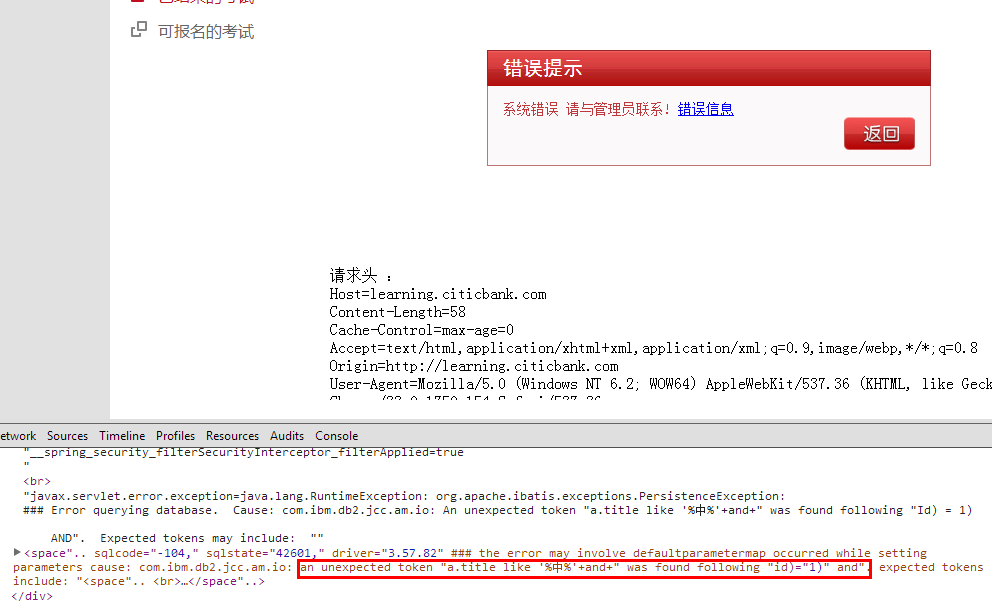 可报名的考试
错误提示
系统错误 请与管理员联系！错误信息
返回
请求头 ：
Host=learning.citicbank.com
Content-Length=58
Cache-Control=max-age=0
Accept=text/html,application/xhtml+xml,application/xml;q=0.9,image/webp,*/*;q=0.8
Origin=http://learning.citicbank.com
User-Agent=Mozilla/5.0 (Windows NT 6.2; WOW64) AppleWebKit/537.36 (KHTML, like Geck
etwork Sources Timeline Profiles Resources Audits Console
"__spring_security_filterSecurityInterceptor_filterApplied=true
"
<br>
"javax.servlet.error.exception=java.lang.RuntimeException: org.apache.ibatis.exceptions.PersistenceException:
### Error querying database.  Cause: com.ibm.db2.jcc.am.io: An unexpected token "a.title like '%中%'+and+" was found following "Id) = 1)
AND".  Expected tokens may include:  ""
<space".. sqlcode="-104," sqlstate="42601," driver="3.57.82" ### the error may involve defaultparametermap occurred while setting
parameters cause: com.ibm.db2.jcc.am.io: an unexpected token "a.title like '%中%'+and+" was found following "id)="1)" and". expected tokens
include: "<space".. <br>…</space"..>
</div>